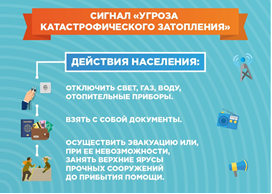 СИГНАЛ «УГРОЗА
КАТАСТРОФИЧЕСКОГО ЗАТОПЛЕНИЯ»
ДЕЙСТВИЯ НАСЕЛЕНИЯ:
ОТКЛЮЧИТЬ СВЕТ, ГАЗ, ВОДУ,
ОТОПИТЕЛЬНЫЕ ПРИБОРЫ.
ВЗЯТЬ С СОБОЙ ДОКУМЕНТЫ.
ОСУЩЕСТВИТЬ ЭВАКУАЦИЮ ИЛИ,
ПРИ ЕЕ НЕВОЗМОЖНОСТИ,
ЗАНЯТЬ ВЕРХНИЕ ЯРУСЫ
ПРОЧНЫХ СООРУЖЕНИЙ
ДО ПРИБЫТИЯ ПОМОЩИ.